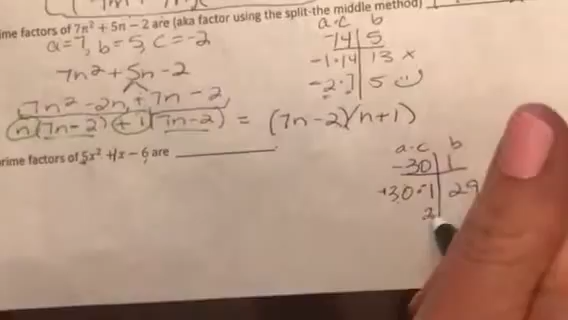 ime factors of 7n² + 5n − 2 are (aka factor using the split-the middle method)
a=7, b=5, c=-2
7n²+5n-2
7n²-2n+7n-2
n(7n-2)+1(7n-2) = (7n-2)(n+1)
a·c b
-14 5
-1·14 13 x
-2·7 5
rime factors of 5x² +1x − 6 are
a·c b
-30 1
+30·-1 29
2